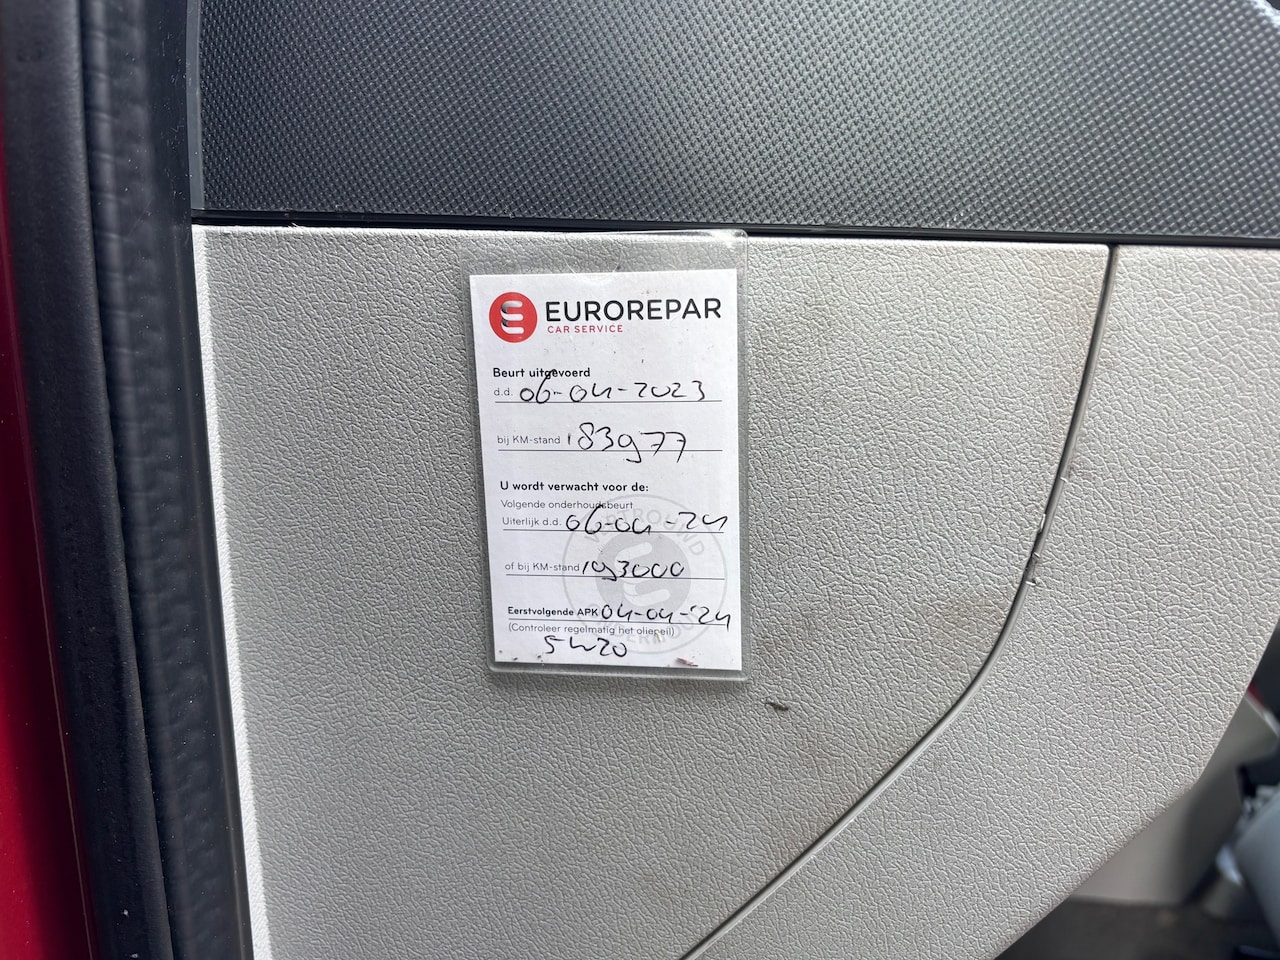 EUROREPAR
CAR SERVICE
Beurt uitgevoerd
d.d. 06-04-2023
bij KM-stand 183977
U wordt verwacht voor de:
Volgende onderhoudsbeurt
Uiterlijk d.d. 06-04-24
of bij KM-stand 193000
Eerstvolgende APK 04-04-'24
(Controleer regelmatig het oliepeil)
5w20